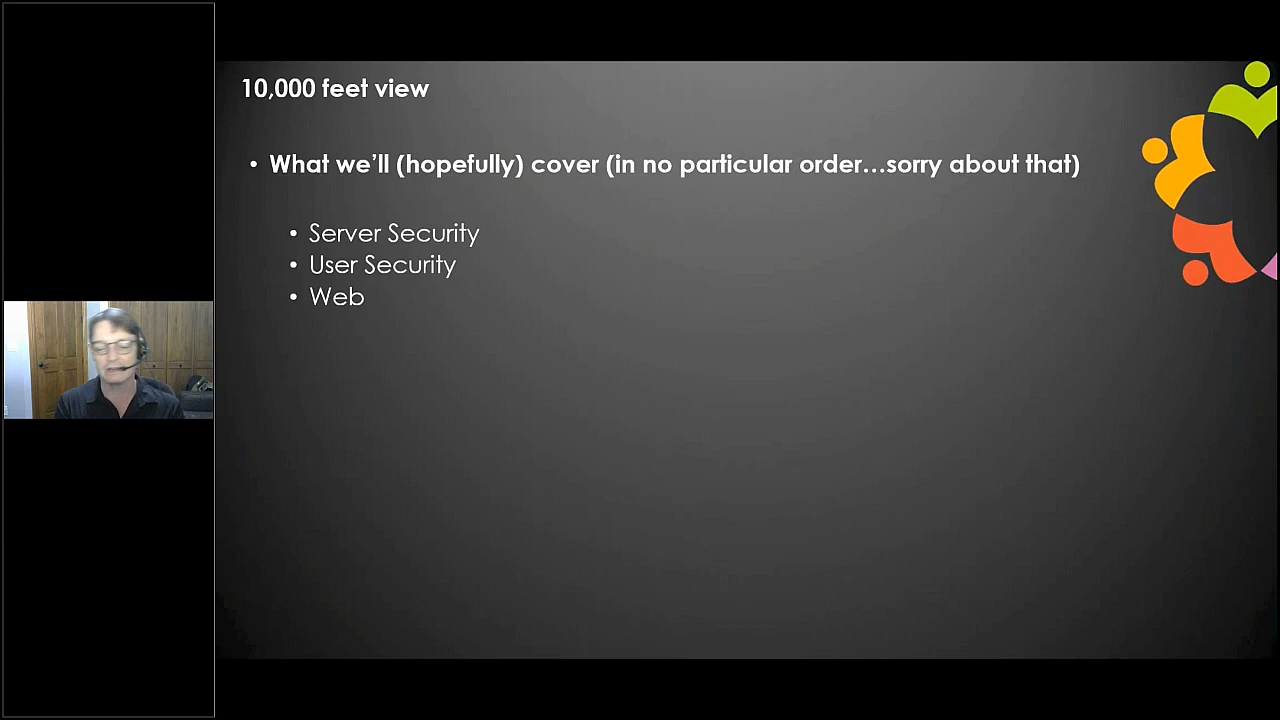 10,000 feet view
• What we’ll (hopefully) cover (in no particular order…sorry about that)
• Server Security
• User Security
• Web